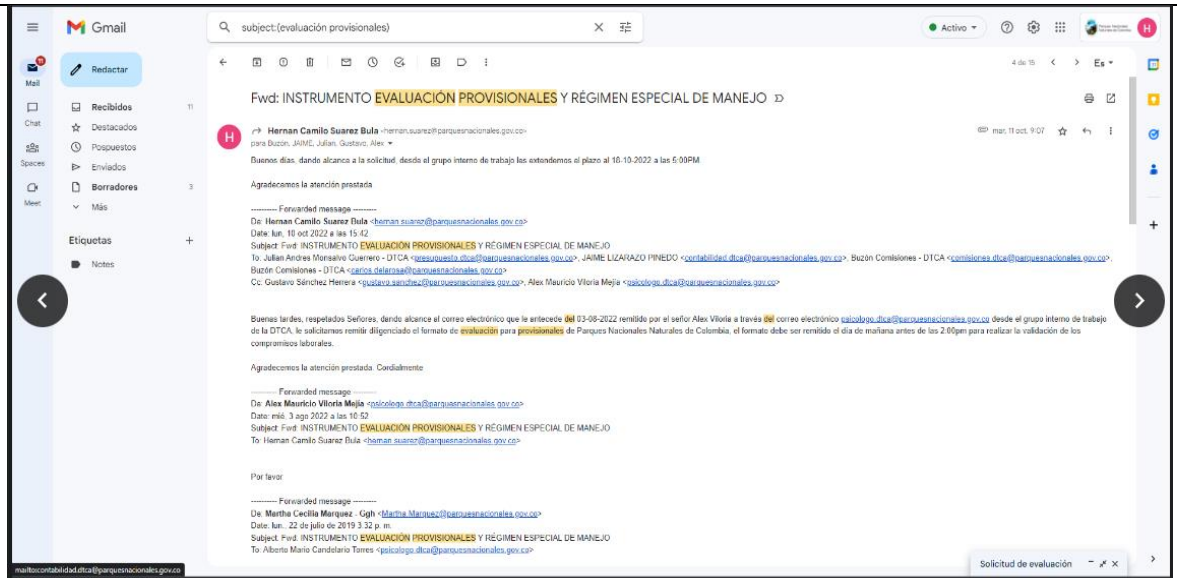 Gmail
subject:(evaluación provisionales)
Activo
H
11
Mail
Chat
Spaces
Meet
Redactar
Recibidos 11
Destacados
Pospuestos
Enviados
Borradores 3
Más
Etiquetas +
Notes
4 de 15
Es
Fwd: INSTRUMENTO EVALUACIÓN PROVISIONALES Y RÉGIMEN ESPECIAL DE MANEJO
H
Hernan Camilo Suarez Bula <hernan.suarez@parquesnacionales.gov.co>
mar, 11 oct, 9:07
para Buzón, JAIME, Julian, Gustavo, Alex
Buenos días, dando alcance a la solicitud, desde el grupo interno de trabajo les extendemos el plazo al 18-10-2022 a las 5:00PM
Agradecemos la atención prestada
---------- Forwarded message ---------
De: Hernan Camilo Suarez Bula <hernan.suarez@parquesnacionales.gov.co>
Date: lun, 10 oct 2022 a las 15:42
Subject: Fwd: INSTRUMENTO EVALUACIÓN PROVISIONALES Y RÉGIMEN ESPECIAL DE MANEJO
To: Julian Andres Monsalvo Guerrero - DTCA <presupuesto.dtca@parquesnacionales.gov.co>, JAIME LIZARAZO PINEDO <contabilidad.dtca@parquesnacionales.gov.co>, Buzón Comisiones - DTCA <comisiones.dtca@parquesnacionales.gov.co>,
Buzón Comisiones - DTCA <carlos.delarosa@parquesnacionales.gov.co>
Cc: Gustavo Sánchez Herrera <gustavo.sanchez@parquesnacionales.gov.co>, Alex Mauricio Viloria Mejía <psicologo.dtca@parquesnacionales.gov.co>
Buenas tardes, respetados Señores, dando alcance al correo electrónico que le antecede del 03-08-2022 remitido por el señor Alex Viloria a través del correo electrónico psicologo.dtca@parquesnacionales.gov.co desde el grupo interno de trabajo
de la DTCA, le solicitamos remitir diligenciado el formato de evaluación para provisionales de Parques Nacionales Naturales de Colombia, el formato debe ser remitido el día de mañana antes de las 2:00pm para realizar la validación de los
compromisos laborales.
Agradecemos la atención prestada. Cordialmente
---------- Forwarded message ---------
De: Alex Mauricio Viloria Mejía <psicologo.dtca@parquesnacionales.gov.co>
Date: mié, 3 ago 2022 a las 10:52
Subject: Fwd: INSTRUMENTO EVALUACIÓN PROVISIONALES Y RÉGIMEN ESPECIAL DE MANEJO
To: Hernan Camilo Suarez Bula <hernan.suarez@parquesnacionales.gov.co>
Por favor
---------- Forwarded message ---------
De: Martha Cecilia Marquez - Ggh <Martha.Marquez@parquesnacionales.gov.co>
Date: lun., 22 de julio de 2019 3:32 p. m.
Subject: Fwd: INSTRUMENTO EVALUACIÓN PROVISIONALES Y RÉGIMEN ESPECIAL DE MANEJO
To: Alberto Mario Candelario Torres <psicologo.dtca@parquesnacionales.gov.co>
Solicitud de evaluación
mailto:contabilidad.dtca@parquesnacionales.gov.co